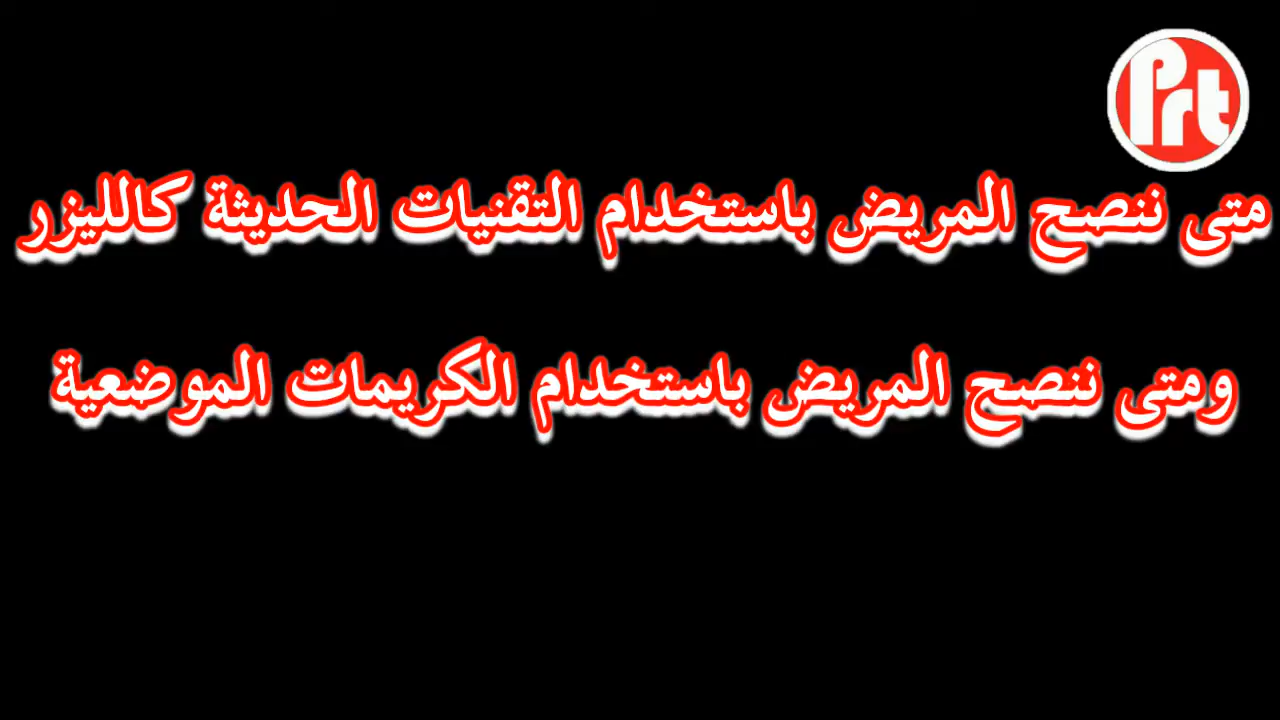 Prt
متى ننصح المريض باستخدام التقنيات الحديثة كالليزر
ومتى ننصح المريض باستخدام الكريمات الموضعية